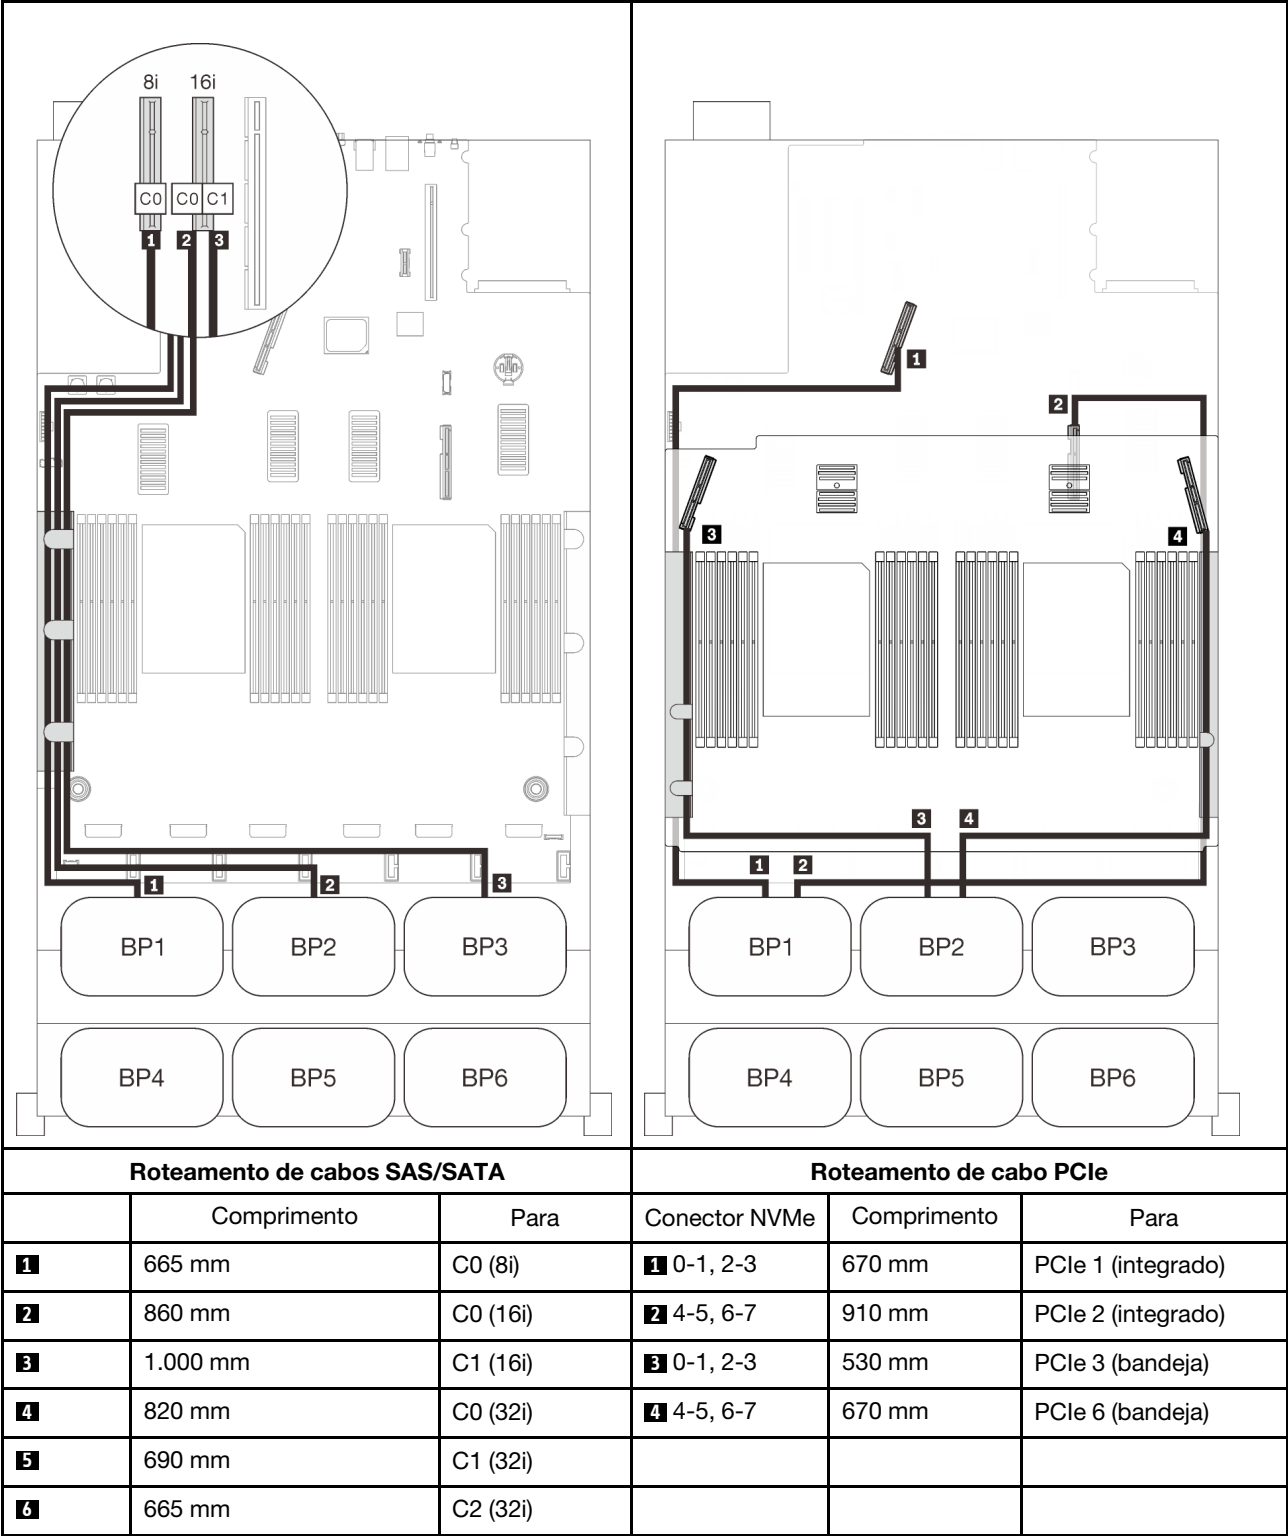 8i 16i
C0 C0 C1
1 2 3
1 2 3
BP1 BP2 BP3
BP4 BP5 BP6
1
2
3 4
3 4
1 2
BP1 BP2 BP3
BP4 BP5 BP6
Roteamento de cabos SAS/SATA Roteamento de cabo PCIe
Comprimento Para Conector NVMe Comprimento Para
1 665 mm C0 (8i) 1 0-1, 2-3 670 mm PCIe 1 (integrado)
2 860 mm C0 (16i) 2 4-5, 6-7 910 mm PCIe 2 (integrado)
3 1.000 mm C1 (16i) 3 0-1, 2-3 530 mm PCIe 3 (bandeja)
4 820 mm C0 (32i) 4 4-5, 6-7 670 mm PCIe 6 (bandeja)
5 690 mm C1 (32i)
6 665 mm C2 (32i)